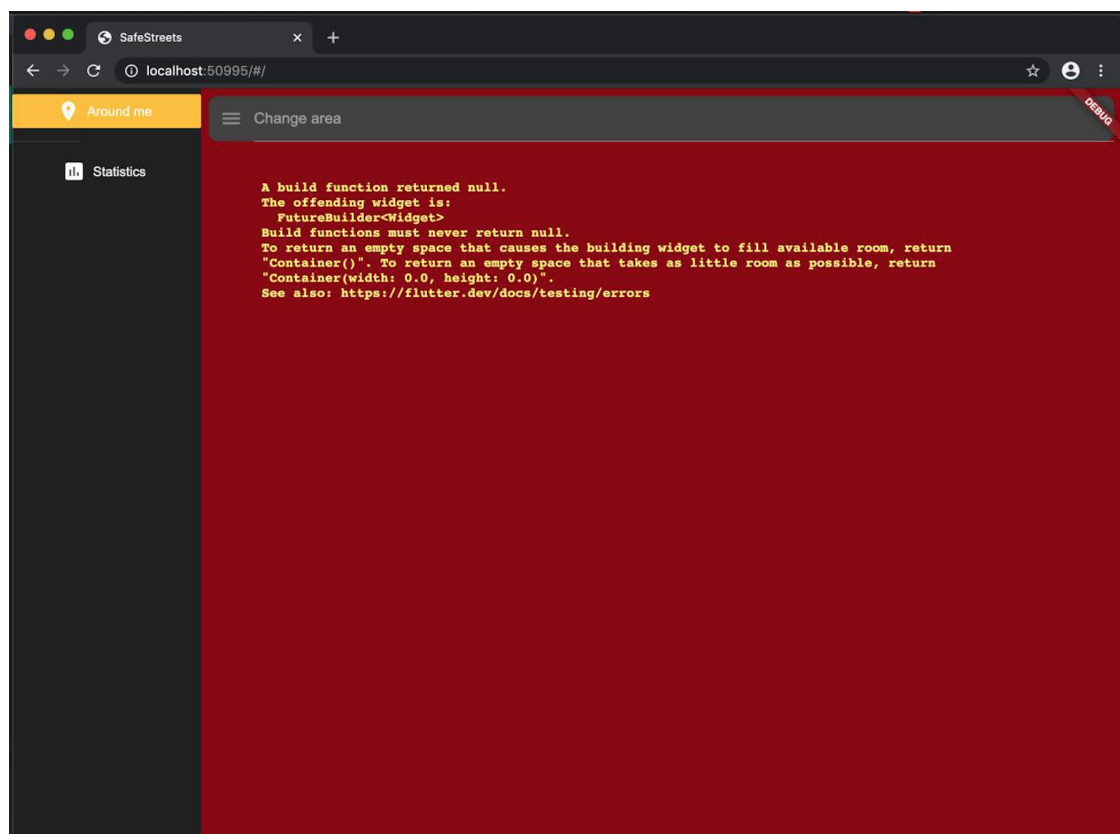 SafeStreets
localhost:50995/#/
Around me
Change area
DEBUG
Statistics
A build function returned null.
The offending widget is:
FutureBuilder<Widget>
Build functions must never return null.
To return an empty space that causes the building widget to fill available room, return
"Container()". To return an empty space that takes as little room as possible, return
"Container(width: 0.0, height: 0.0)".
See also: https://flutter.dev/docs/testing/errors